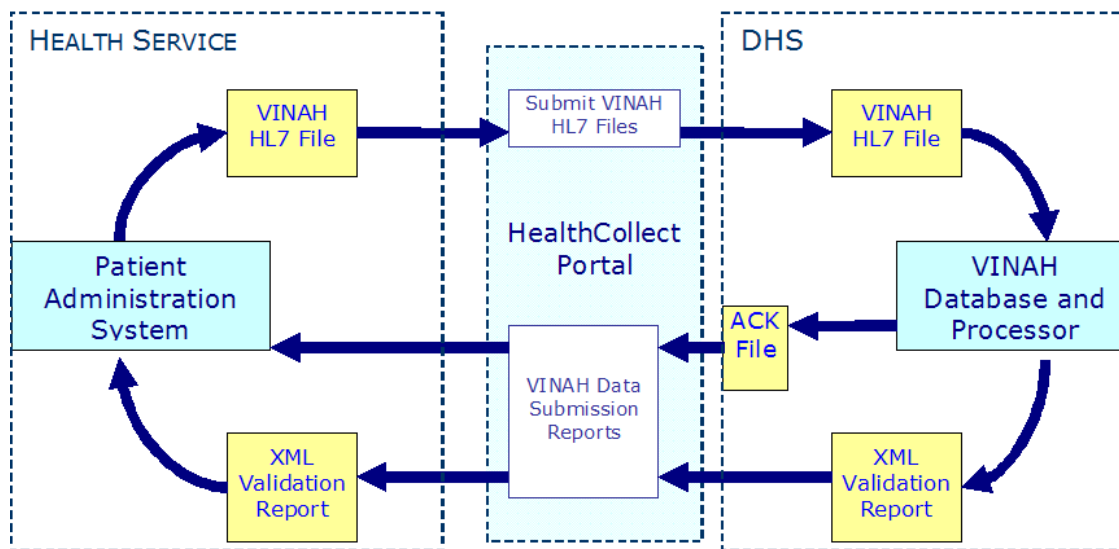 HEALTH SERVICE
DHS
VINAH
HL7 File
Submit VINAH
HL7 Files
VINAH
HL7 File
HealthCollect
Portal
Patient
Administration
System
VINAH
Database and
Processor
ACK
File
VINAH Data
Submission
Reports
XML
Validation
Report
XML
Validation
Report